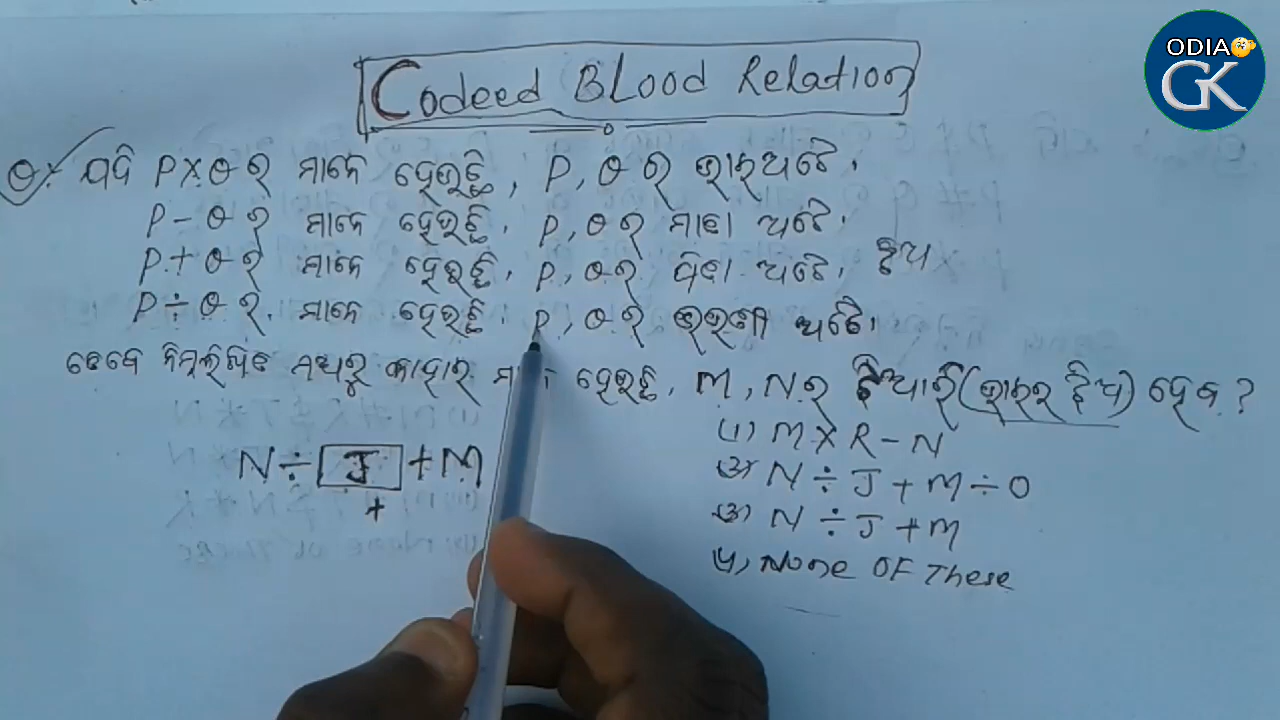 ODIA
GK
Codeed Blood Relation
Q. ଯଦି P × Q ର ମାନେ ହେଉଛି, P, Q ର ଭାଇ ଅଟେ।
P - Q ର ମାନେ ହେଉଛି, P, Q ର ମାତା ଅଟେ।
P + Q ର ମାନେ ହେଉଛି, P, Q ର ପିତା ଅଟେ, ଝିଅ
P ÷ Q ର ମାନେ ହେଉଛି, P, Q ର ଭଉଣୀ ଅଟେ।
ତେବେ ନିମ୍ନଲିଖିତ ମଧ୍ୟରୁ କାହାର ହେଉଛି, M, N ର (ଭାଇର ଝିଅ) ହେବ ?
(1) M × R - N
(2) N ÷ J + M ÷ O
(3) N ÷ J + M
(4) None OF These
N ÷ J + M
+